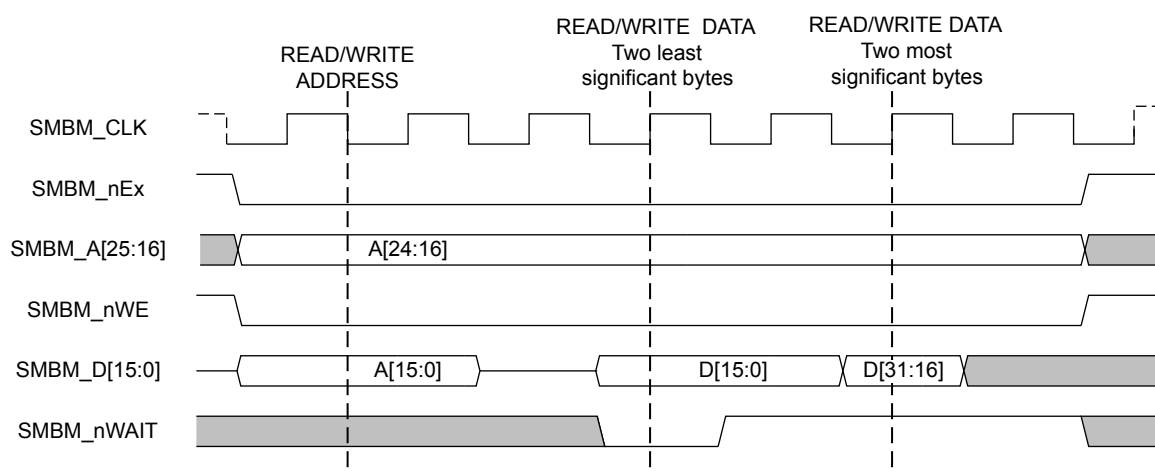 READ/WRITE
ADDRESS
READ/WRITE DATA
Two least
significant bytes
READ/WRITE DATA
Two most
significant bytes
SMBM_CLK
SMBM_nEx
SMBM_A[25:16]
A[24:16]
SMBM_nWE
SMBM_D[15:0]
A[15:0]
D[15:0]
D[31:16]
SMBM_nWAIT